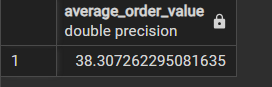 average_order_value
double precision
1 38.307262295081635